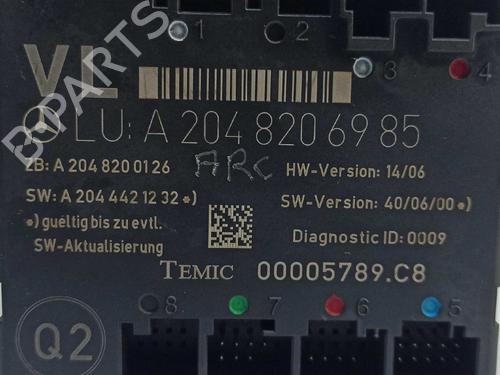 1 2
3 4
VL
B-PARTS
LU: A 204 820 69 85
ZB: A 204 820 01 26
ARC
HW-Version: 14/06
SW: A 204 442 12 32 *)
SW-Version: 40/06/00 *)
*) gueltig bis zu evtl.
SW-Aktualisierung
Diagnostic ID: 0009
TEMIC 00005789.C8
8 7 6 5
Q2